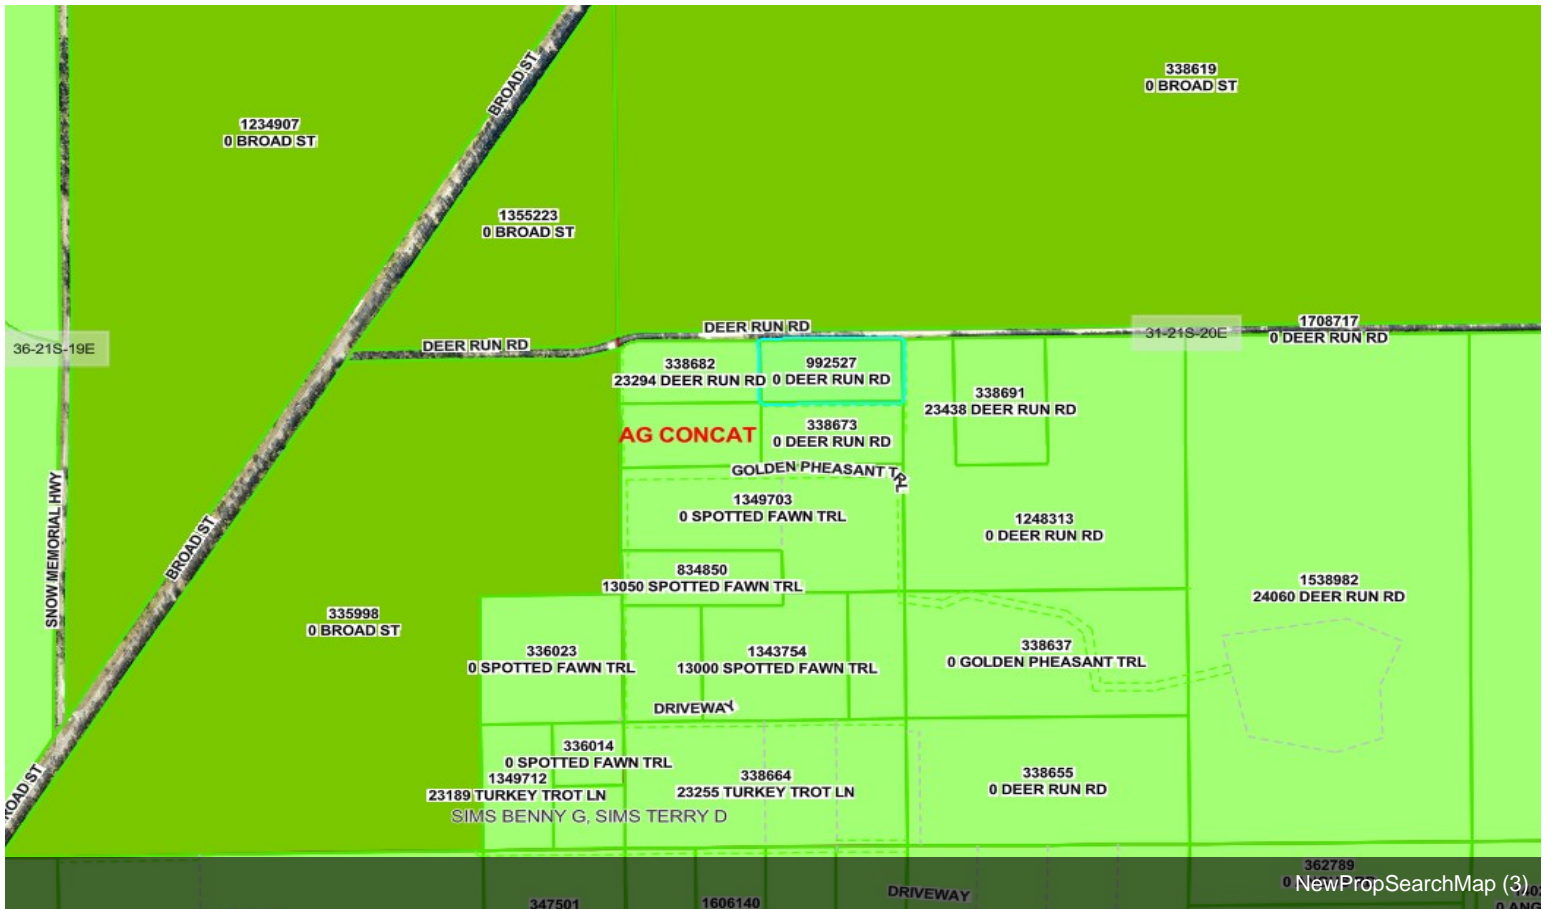 338619
0 BROAD ST
BROAD ST
1234907
0 BROAD ST
1355223
0 BROAD ST
DEER RUN RD
1708717
0 DEER RUN RD
31-21S-20E
36-21S-19E
DEER RUN RD
338682
23294 DEER RUN RD
992527
0 DEER RUN RD
338691
23438 DEER RUN RD
AG CONCAT
338673
0 DEER RUN RD
GOLDEN PHEASANT TRL
1349703
0 SPOTTED FAWN TRL
1248313
0 DEER RUN RD
SNOW MEMORIAL HWY
BROAD ST
834850
13050 SPOTTED FAWN TRL
1538982
24060 DEER RUN RD
335998
0 BROAD ST
336023
0 SPOTTED FAWN TRL
1343754
13000 SPOTTED FAWN TRL
338637
0 GOLDEN PHEASANT TRL
DRIVEWAY
336014
0 SPOTTED FAWN TRL
1349712
23189 TURKEY TROT LN
338664
23255 TURKEY TROT LN
338655
0 DEER RUN RD
ROAD ST
SIMS BENNY G, SIMS TERRY D
362789
NewPropSearchMap (3)
DRIVEWAY
347501
1606140
0 ANG